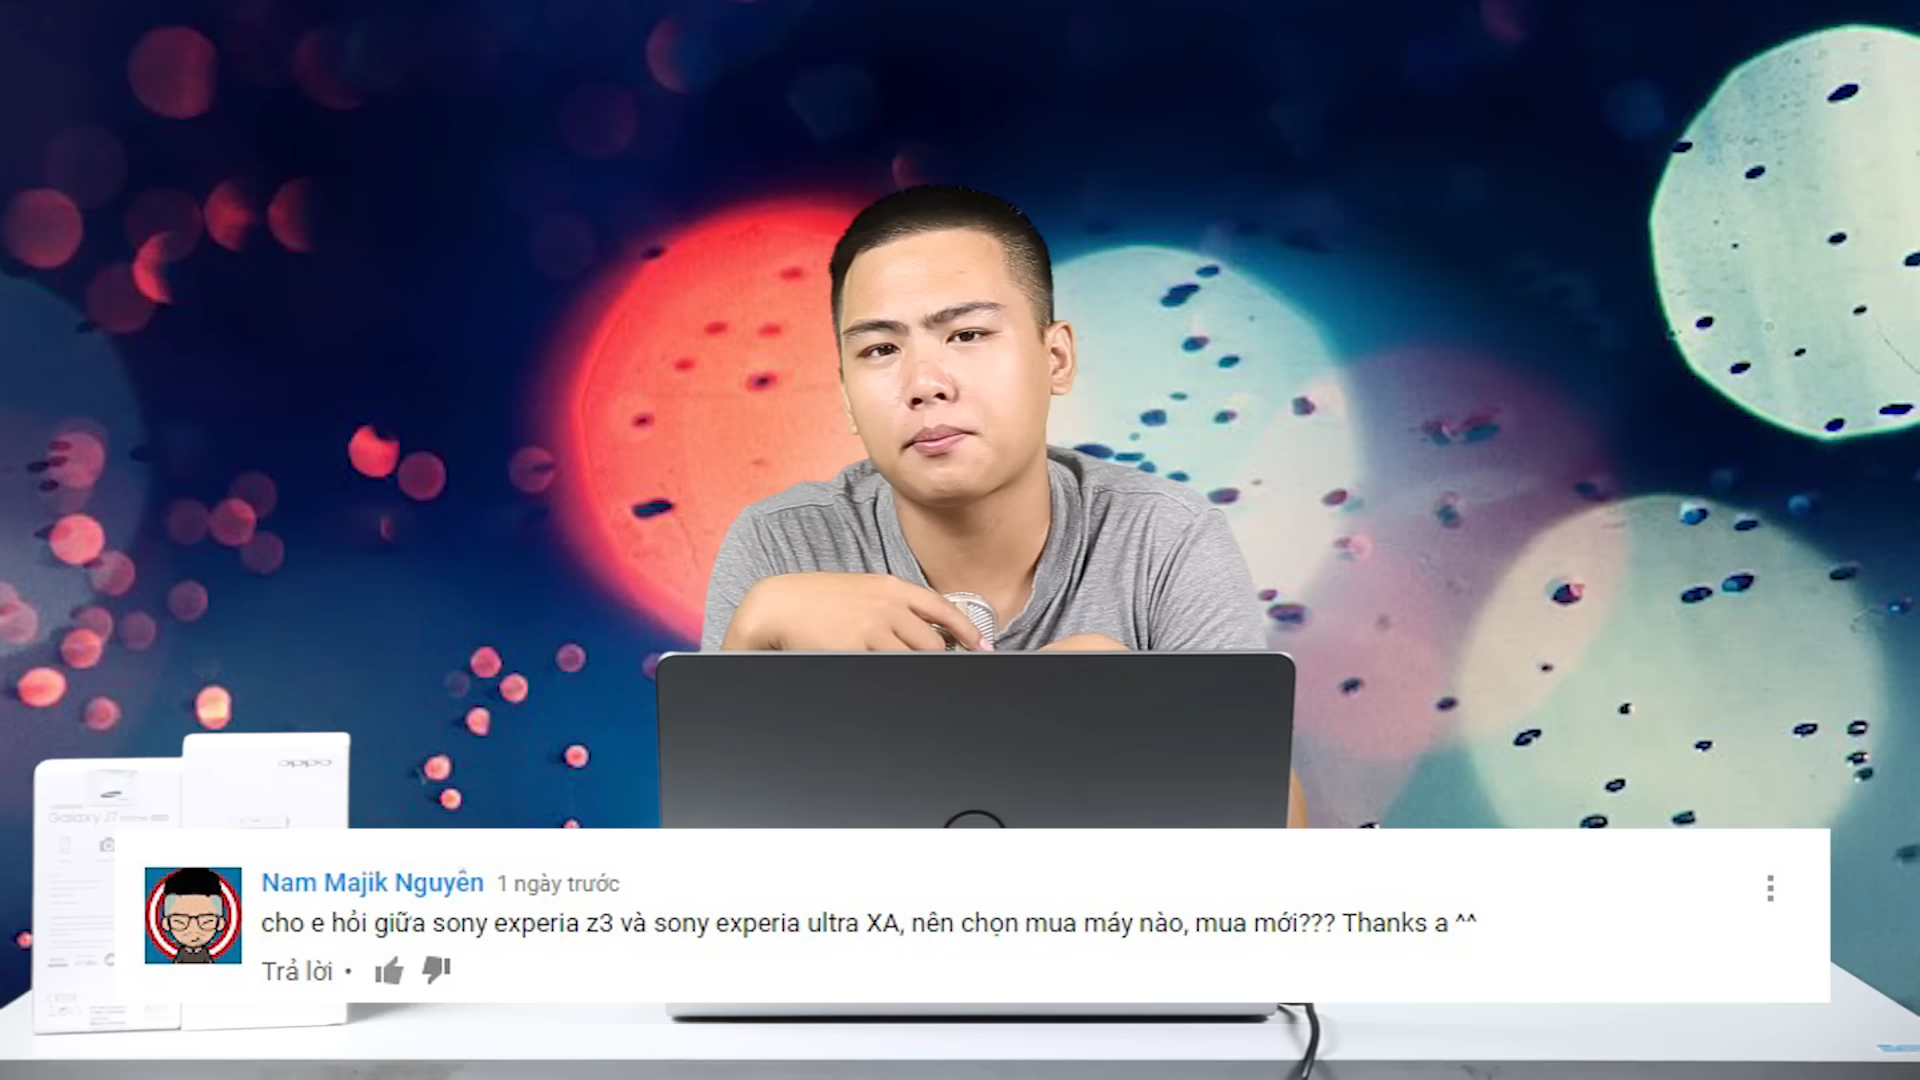 oppo
Galaxy J7
Nam Majik Nguyên 1 ngày trước
cho e hỏi giữa sony experia z3 và sony experia ultra XA, nên chọn mua máy nào, mua mới??? Thanks a ^^
Trả lời •